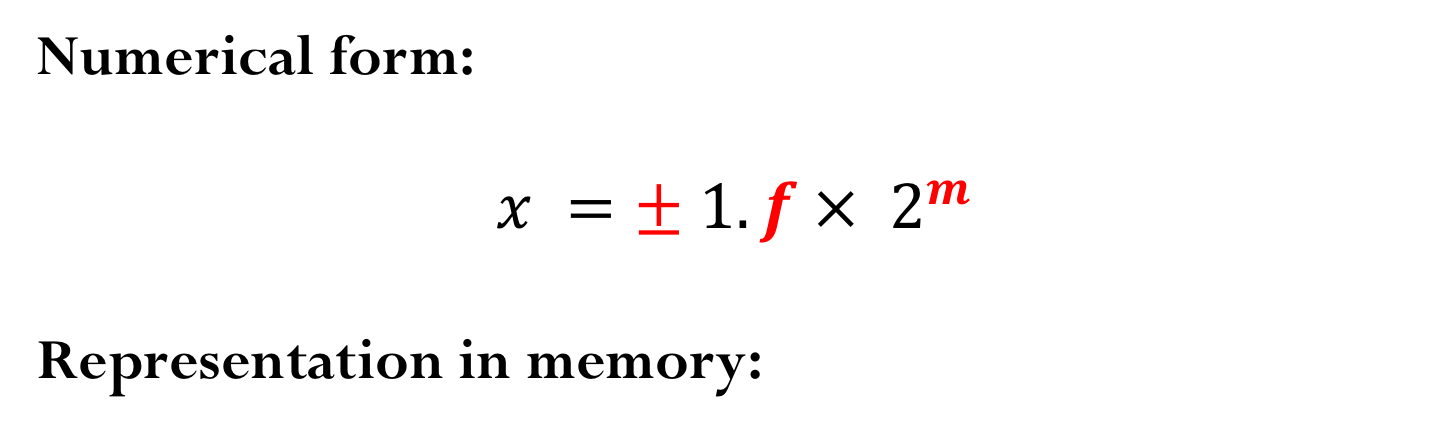 Numerical form:
x = ± 1.f × 2^m
Representation in memory: